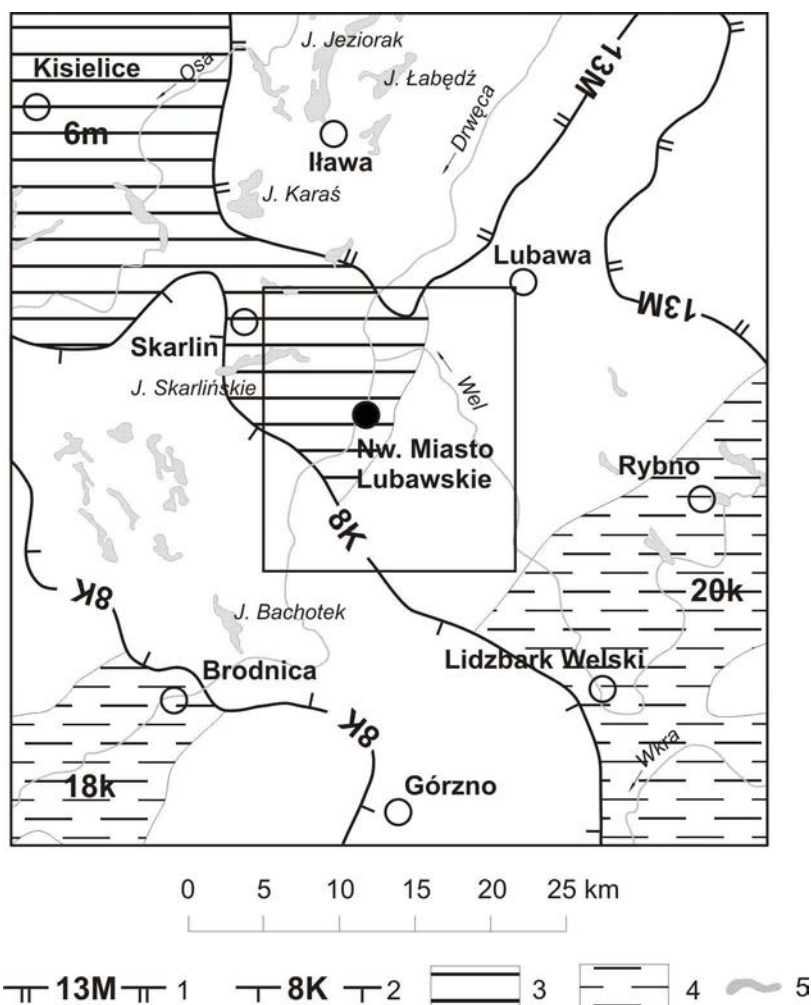 J. Jeziorak
Kisielice
Osa
J. Łabędź
13M
6m
Drwęca
Iława
J. Karaś
Lubawa
13M
Skarlin
J. Skarlińskie
Wel
Nw. Miasto
Lubawskie
Rybno
8K
20k
8K
J. Bachotek
Lidzbark Welski
Brodnica
8K
Wkra
18k
Górzno
0 5 10 15 20 25 km
13M 1 8K 2 3 4 5